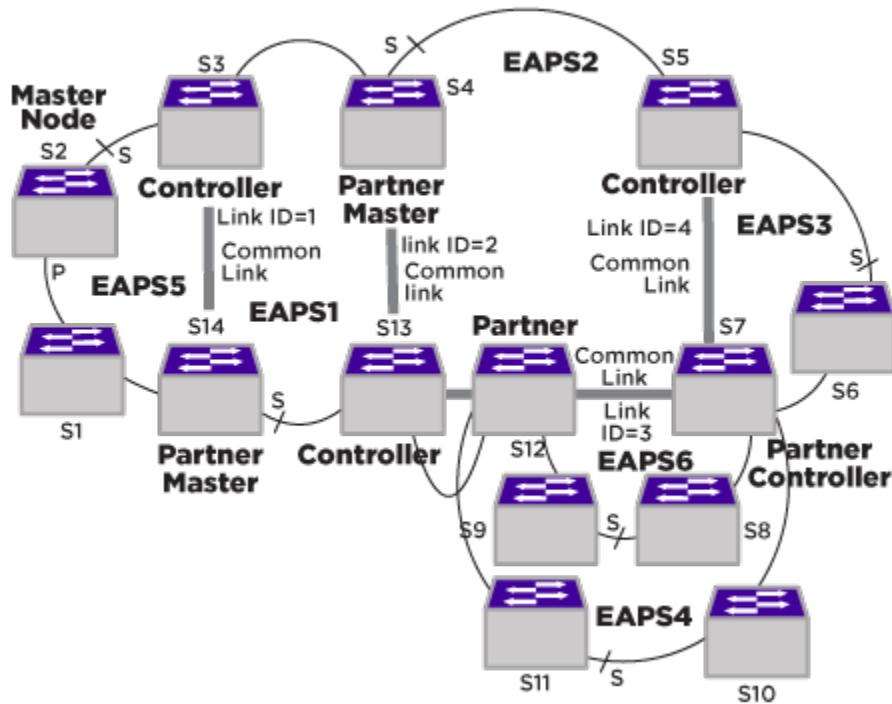 S3
S
EAPS2
S5
S4
Master
Node
S2
S
Controller
Partner
Master
Controller
Link ID=1
Common
Link
link ID=2
Common
link
Link ID=4
Common
Link
EAPS3
S
P
EAPS5
EAPS1
S14
S13
Partner
S7
Common
Link
Link
ID=3
S6
S1
S
Partner
Master
Controller
S12
EAPS6
Partner
Controller
S9
S
S8
EAPS4
S11
S
S10